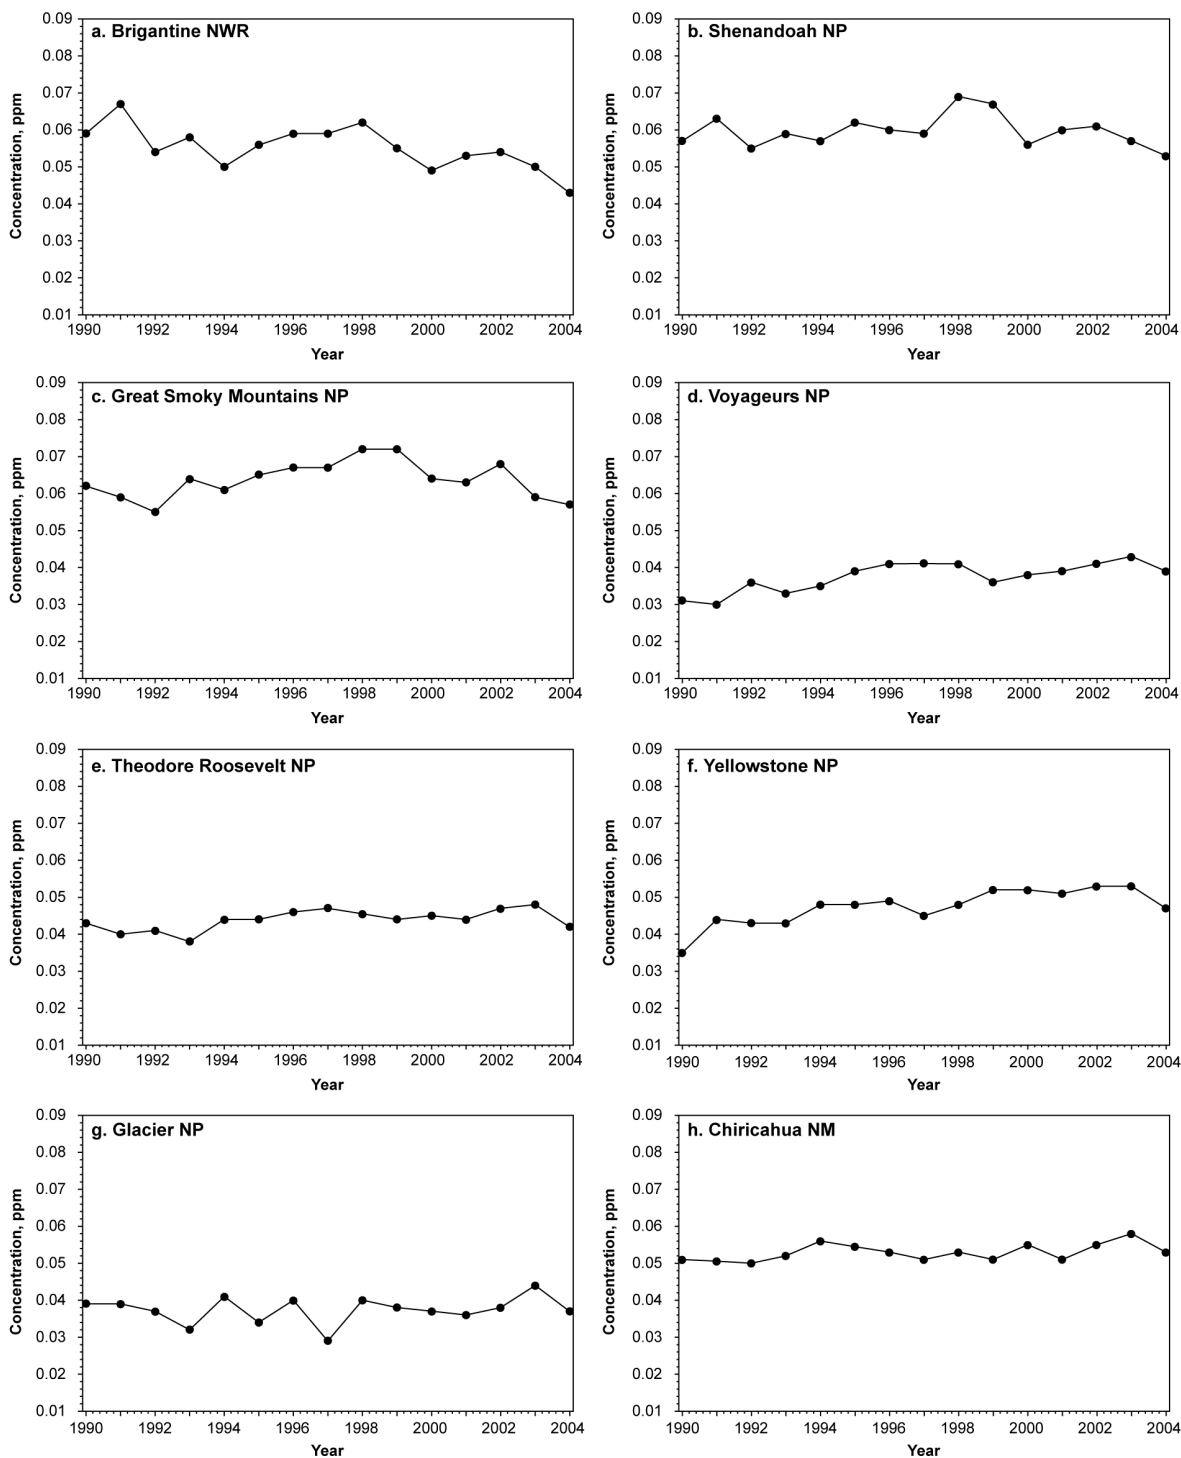 a. Brigantine NWR
Concentration, ppm
0.09
0.08
0.07
0.06
0.05
0.04
0.03
0.02
0.01
1990 1992 1994 1996 1998 2000 2002 2004
Year
b. Shenandoah NP
Concentration, ppm
0.09
0.08
0.07
0.06
0.05
0.04
0.03
0.02
0.01
1990 1992 1994 1996 1998 2000 2002 2004
Year
c. Great Smoky Mountains NP
Concentration, ppm
0.09
0.08
0.07
0.06
0.05
0.04
0.03
0.02
0.01
1990 1992 1994 1996 1998 2000 2002 2004
Year
d. Voyageurs NP
Concentration, ppm
0.09
0.08
0.07
0.06
0.05
0.04
0.03
0.02
0.01
1990 1992 1994 1996 1998 2000 2002 2004
Year
e. Theodore Roosevelt NP
Concentration, ppm
0.09
0.08
0.07
0.06
0.05
0.04
0.03
0.02
0.01
1990 1992 1994 1996 1998 2000 2002 2004
Year
f. Yellowstone NP
Concentration, ppm
0.09
0.08
0.07
0.06
0.05
0.04
0.03
0.02
0.01
1990 1992 1994 1996 1998 2000 2002 2004
Year
g. Glacier NP
Concentration, ppm
0.09
0.08
0.07
0.06
0.05
0.04
0.03
0.02
0.01
1990 1992 1994 1996 1998 2000 2002 2004
Year
h. Chiricahua NM
Concentration, ppm
0.09
0.08
0.07
0.06
0.05
0.04
0.03
0.02
0.01
1990 1992 1994 1996 1998 2000 2002 2004
Year